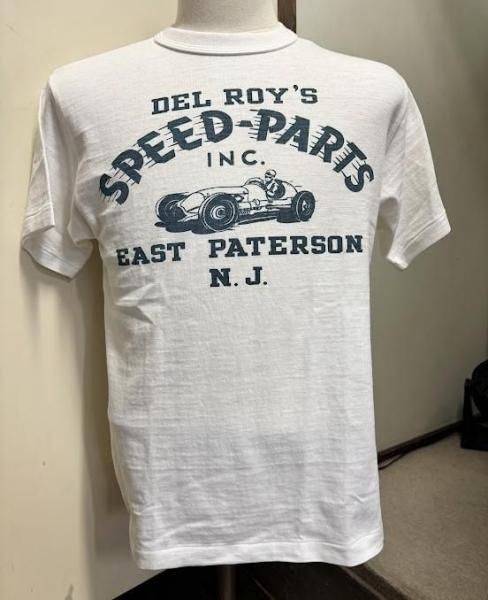 DEL ROY'S
SPEED-PARTS
INC.
EAST PATERSON
N.J.